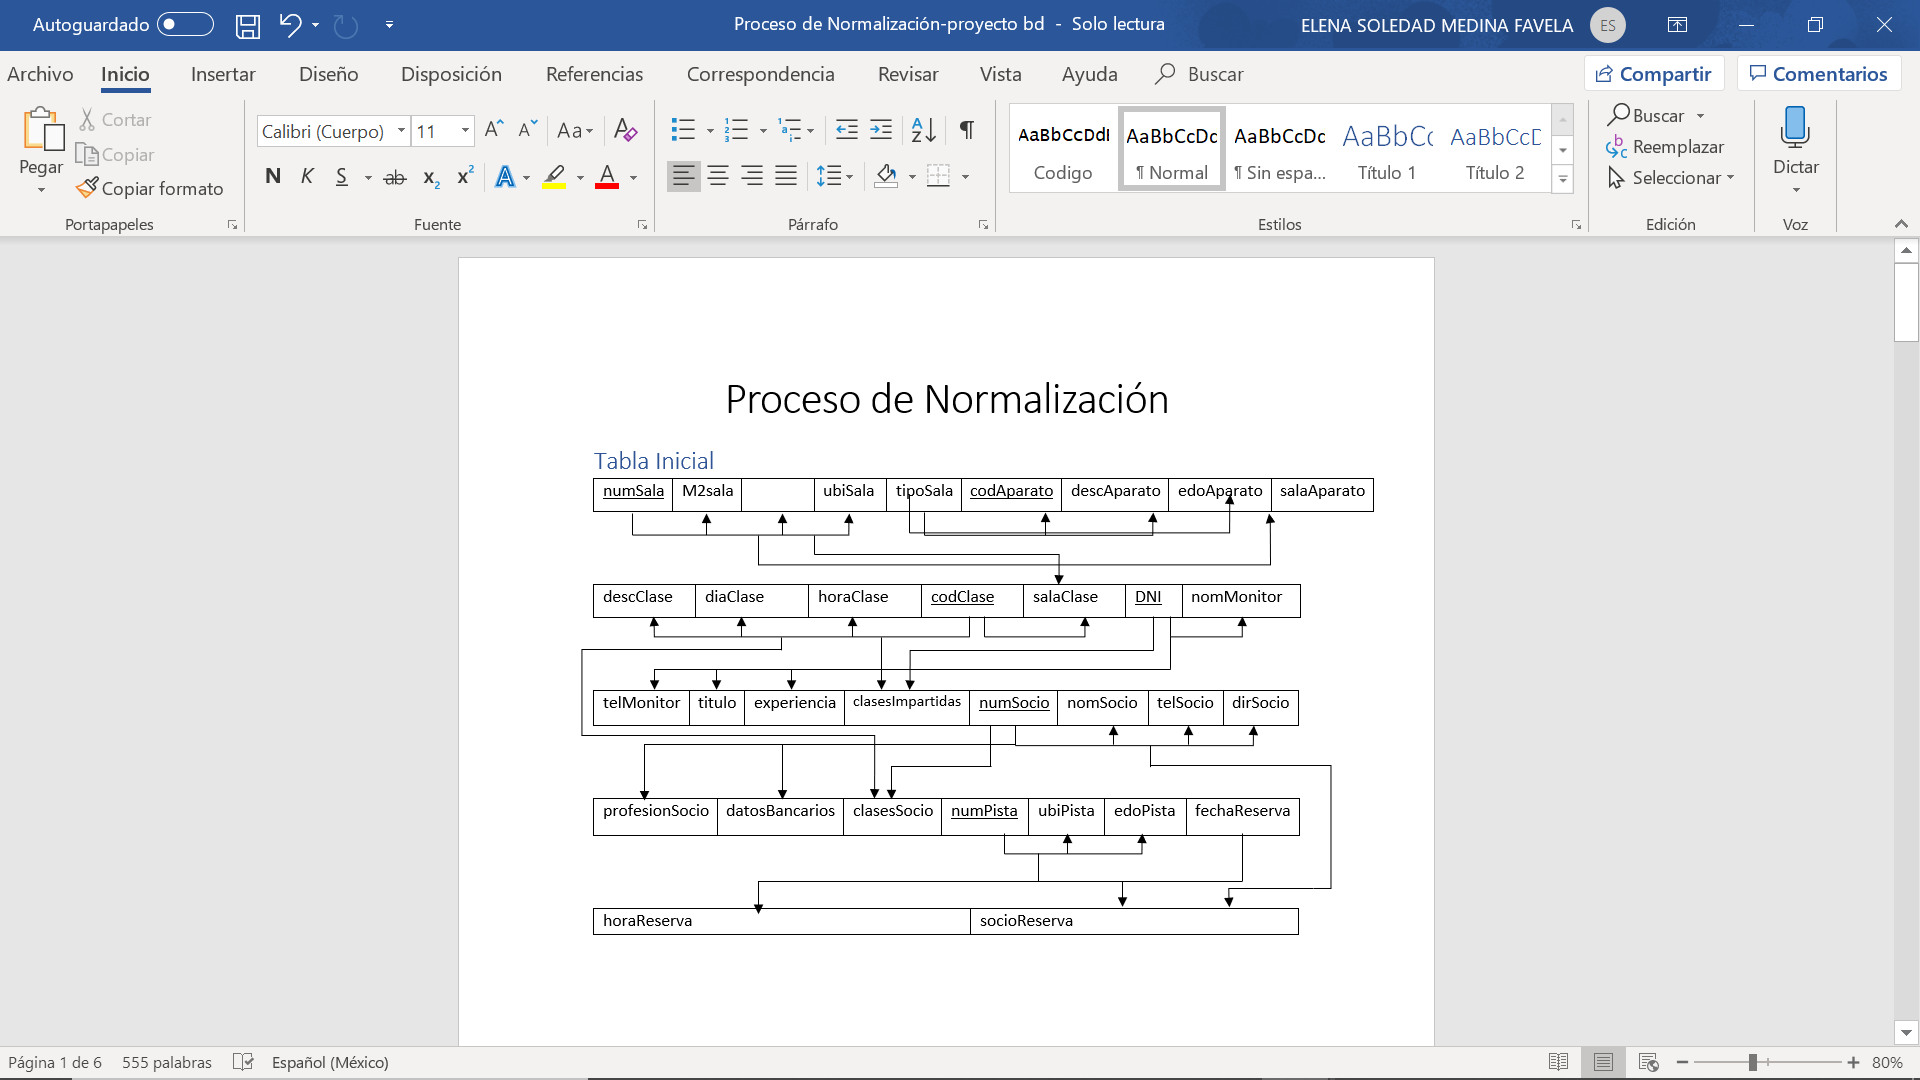 Autoguardado
Proceso de Normalización-proyecto bd - Solo lectura
ELENA SOLEDAD MEDINA FAVELA
ES
Archivo Inicio Insertar Diseño Disposición Referencias Correspondencia Revisar Vista Ayuda Buscar
Compartir
Comentarios
Pegar
Cortar
Copiar
Copiar formato
Portapapeles
Calibri (Cuerpo) 11
A A Aa A
N K S ab x2 x2 A A
Fuente
Párrafo
AaBbCcDdI AaBbCcDc AaBbCcDc AaBbCc AaBbCcD
Codigo ¶ Normal ¶ Sin espa... Título 1 Título 2
Estilos
Buscar
Reemplazar
Seleccionar
Edición
Dictar
Voz
Proceso de Normalización
Tabla Inicial
numSala M2sala ubiSala tipoSala codAparato descAparato edoAparato salaAparato
descClase diaClase horaClase codClase salaClase DNI nomMonitor
telMonitor titulo experiencia clasesImpartidas numSocio nomSocio telSocio dirSocio
profesionSocio datosBancarios clasesSocio numPista ubiPista edoPista fechaReserva
horaReserva socioReserva
Página 1 de 6 555 palabras Español (México) 80%